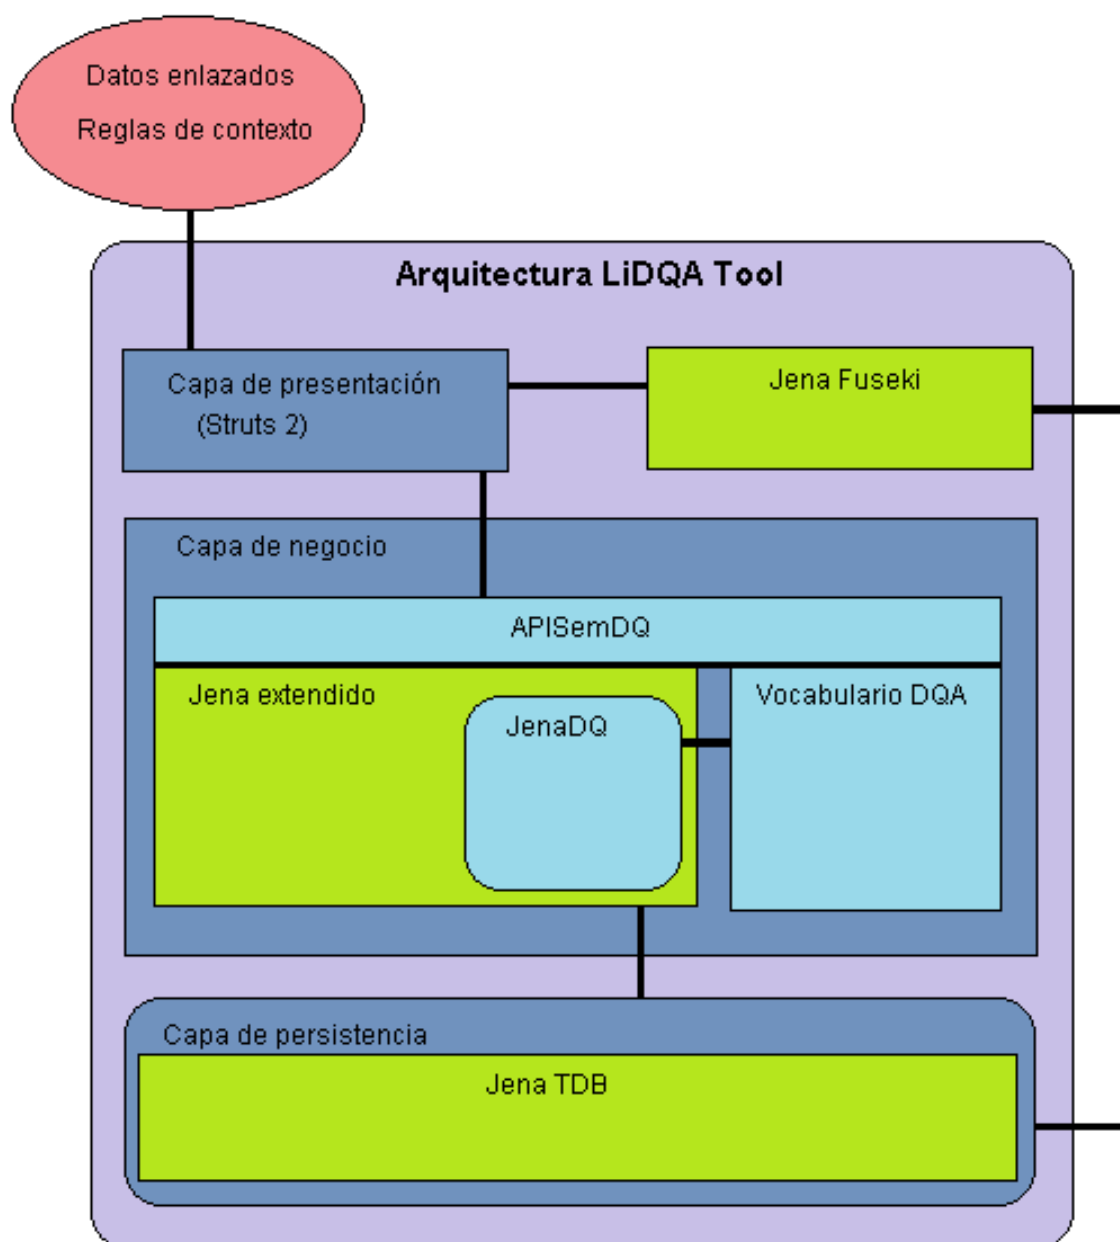 Datos enlazados
Reglas de contexto
Arquitectura LiDQA Tool
Capa de presentación
(Struts 2)
Jena Fuseki
Capa de negocio
APISemDQ
Jena extendido
JenaDQ
Vocabulario DQA
Capa de persistencia
Jena TDB